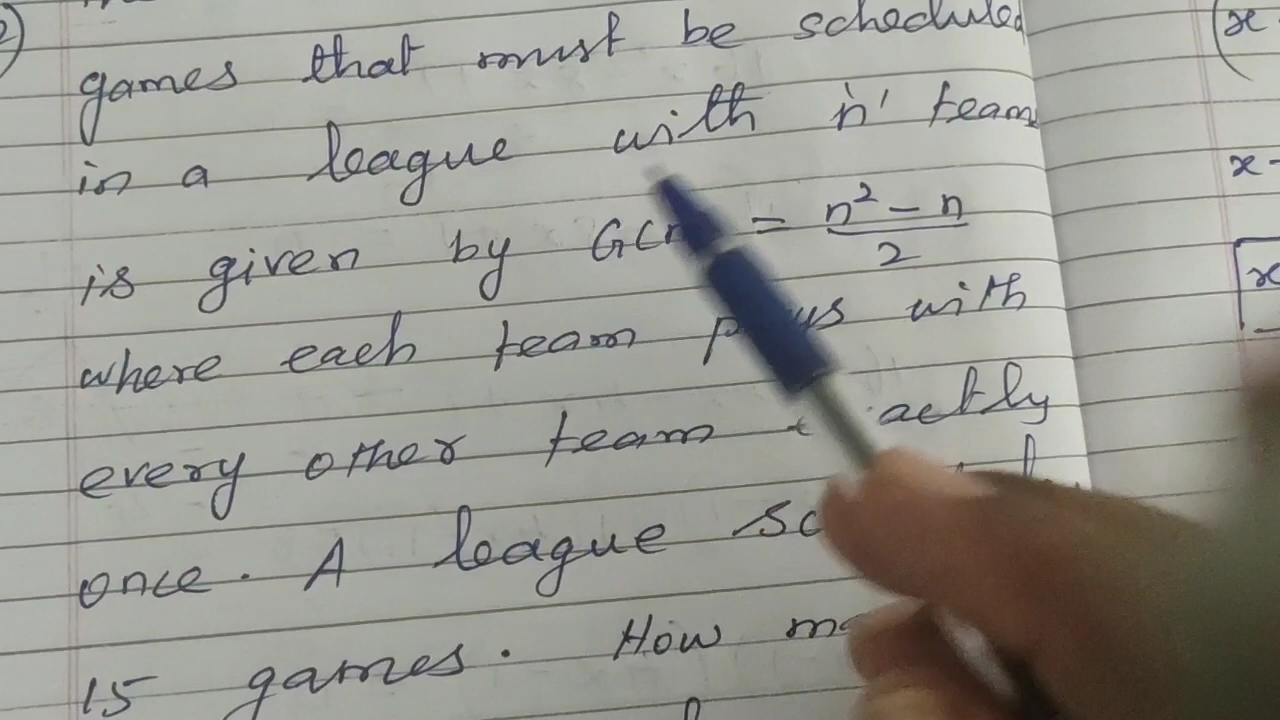 games that must be scheduled
in a league with 'n' team
is given by = n² - n / 2
where each team with
every other team
once. A league
15 games. How
(x
x -
x